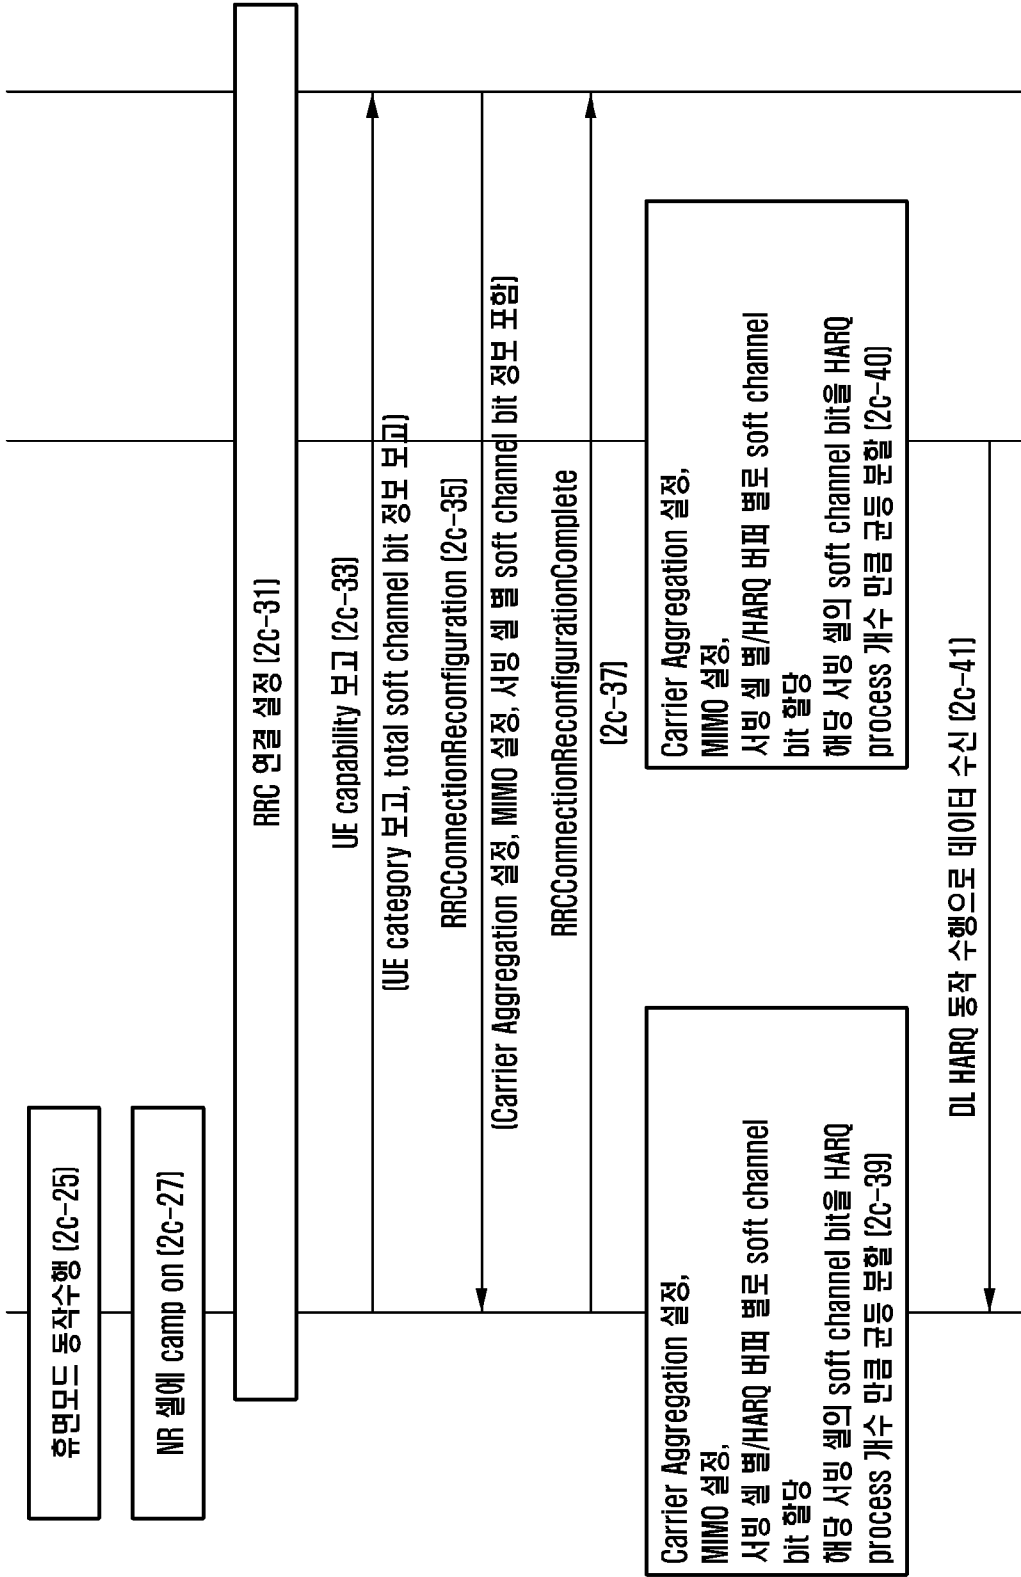 휴면모드 동작수행 (2c-25)
NR 셀에 camp on (2c-27)
RRC 연결 설정 (2c-31)
UE capability 보고 (2c-33)
(UE category 보고, total soft channel bit 정보 보고)
RRCConnectionReconfiguration (2c-35)
(Carrier Aggregation 설정, MIMO 설정, 서빙 셀 별 soft channel bit 정보 포함)
RRCConnectionReconfigurationComplete
(2c-37)
Carrier Aggregation 설정,
MIMO 설정,
서빙 셀 별/HARQ 버퍼 별로 soft channel
bit 할당
해당 서빙 셀의 soft channel bit을 HARQ
process 개수 만큼 균등 분할 (2c-39)
Carrier Aggregation 설정,
MIMO 설정,
서빙 셀 별/HARQ 버퍼 별로 soft channel
bit 할당
해당 서빙 셀의 soft channel bit을 HARQ
process 개수 만큼 균등 분할 (2c-40)
DL HARQ 동작 수행으로 데이터 수신 (2c-41)